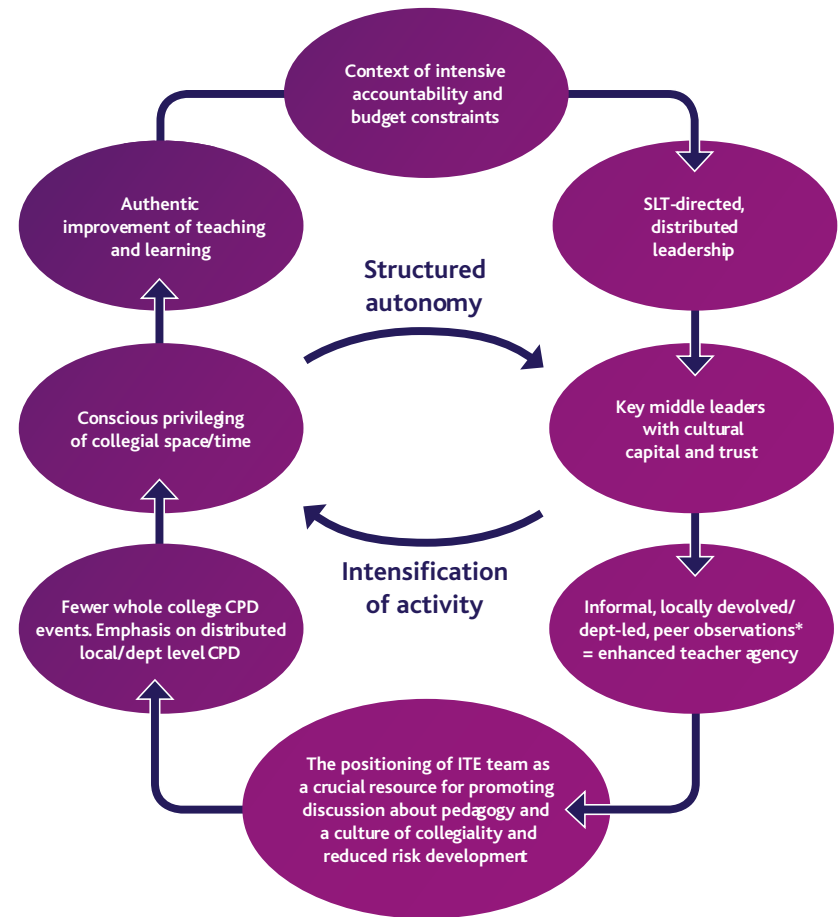 Context of intensive
accountability and
budget constraints
Authentic
improvement of teaching
and learning
SLT-directed,
distributed
leadership
Structured
autonomy
Conscious privileging
of collegial space/time
Key middle leaders
with cultural
capital and trust
Intensification
of activity
Fewer whole college CPD
events. Emphasis on distributed
local/dept level CPD
Informal, locally devolved/
dept-led, peer observations*
= enhanced teacher agency
The positioning of ITE team as
a crucial resource for promoting
discussion about pedagogy and
a culture of collegiality and
reduced risk development